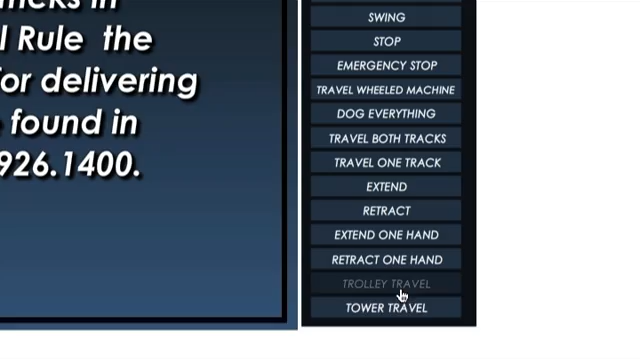 l Rule the
for delivering
found in
926.1400.
SWING
STOP
EMERGENCY STOP
TRAVEL WHEELED MACHINE
DOG EVERYTHING
TRAVEL BOTH TRACKS
TRAVEL ONE TRACK
EXTEND
RETRACT
EXTEND ONE HAND
RETRACT ONE HAND
TROLLEY TRAVEL
TOWER TRAVEL